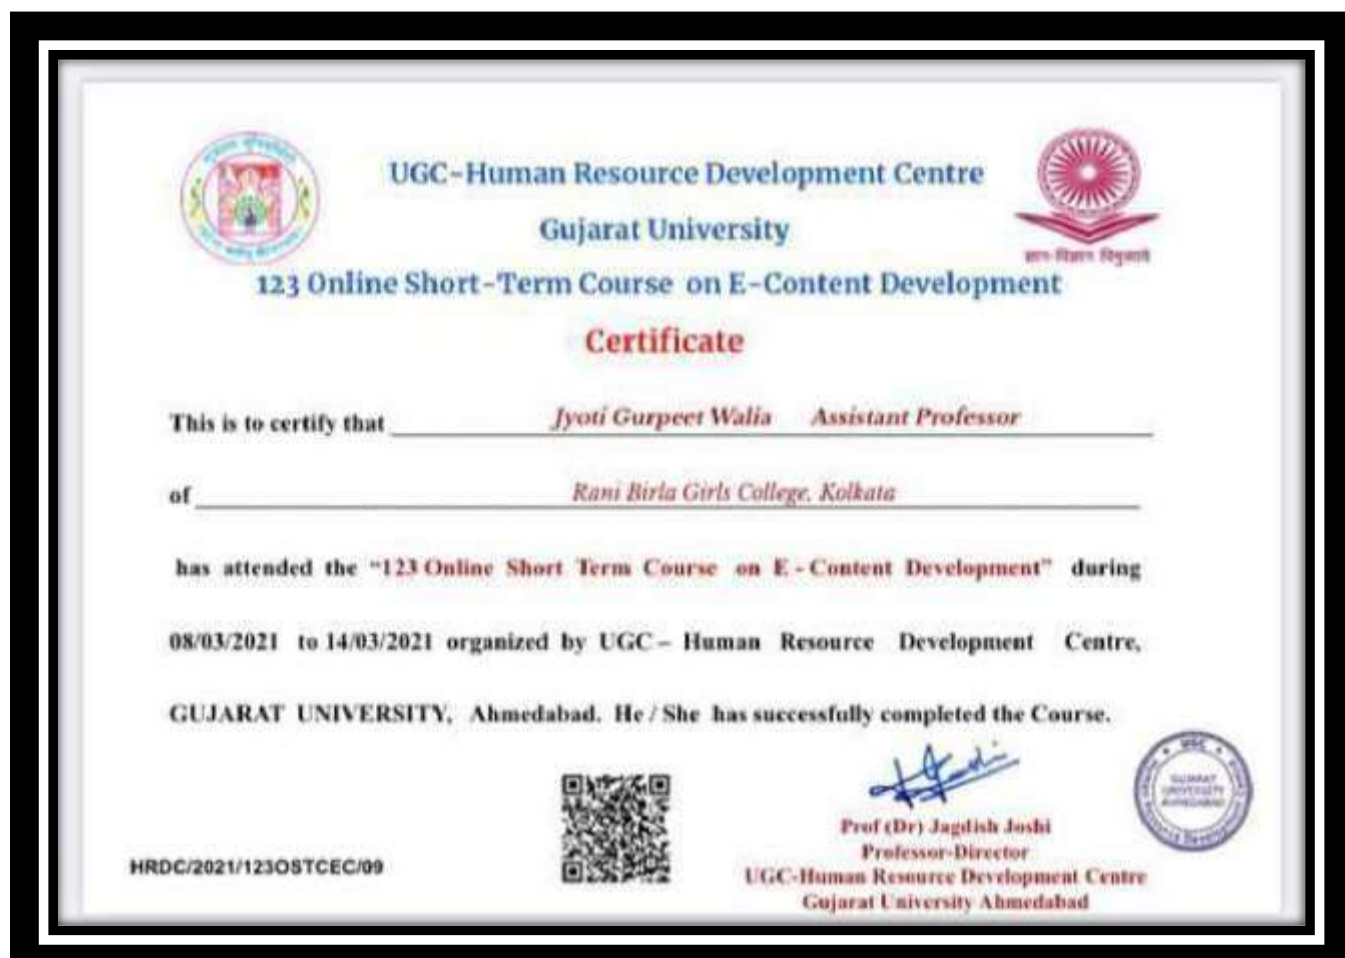 UGC-Human Resource Development Centre
Gujarat University
123 Online Short-Term Course on E-Content Development
Certificate
This is to certify that Jyoti Gurpeet Walia Assistant Professor
of Rani Birla Girls College, Kolkata
has attended the “123 Online Short Term Course on E - Content Development” during
08/03/2021 to 14/03/2021 organized by UGC – Human Resource Development Centre,
GUJARAT UNIVERSITY, Ahmedabad. He / She has successfully completed the Course.
Prof (Dr) Jagdish Joshi
Professor-Director
UGC-Human Resource Development Centre
Gujarat University Ahmedabad
HRDC/2021/123OSTCEC/09
UGC
GUJARAT
UNIVERSITY
AHMEDABAD